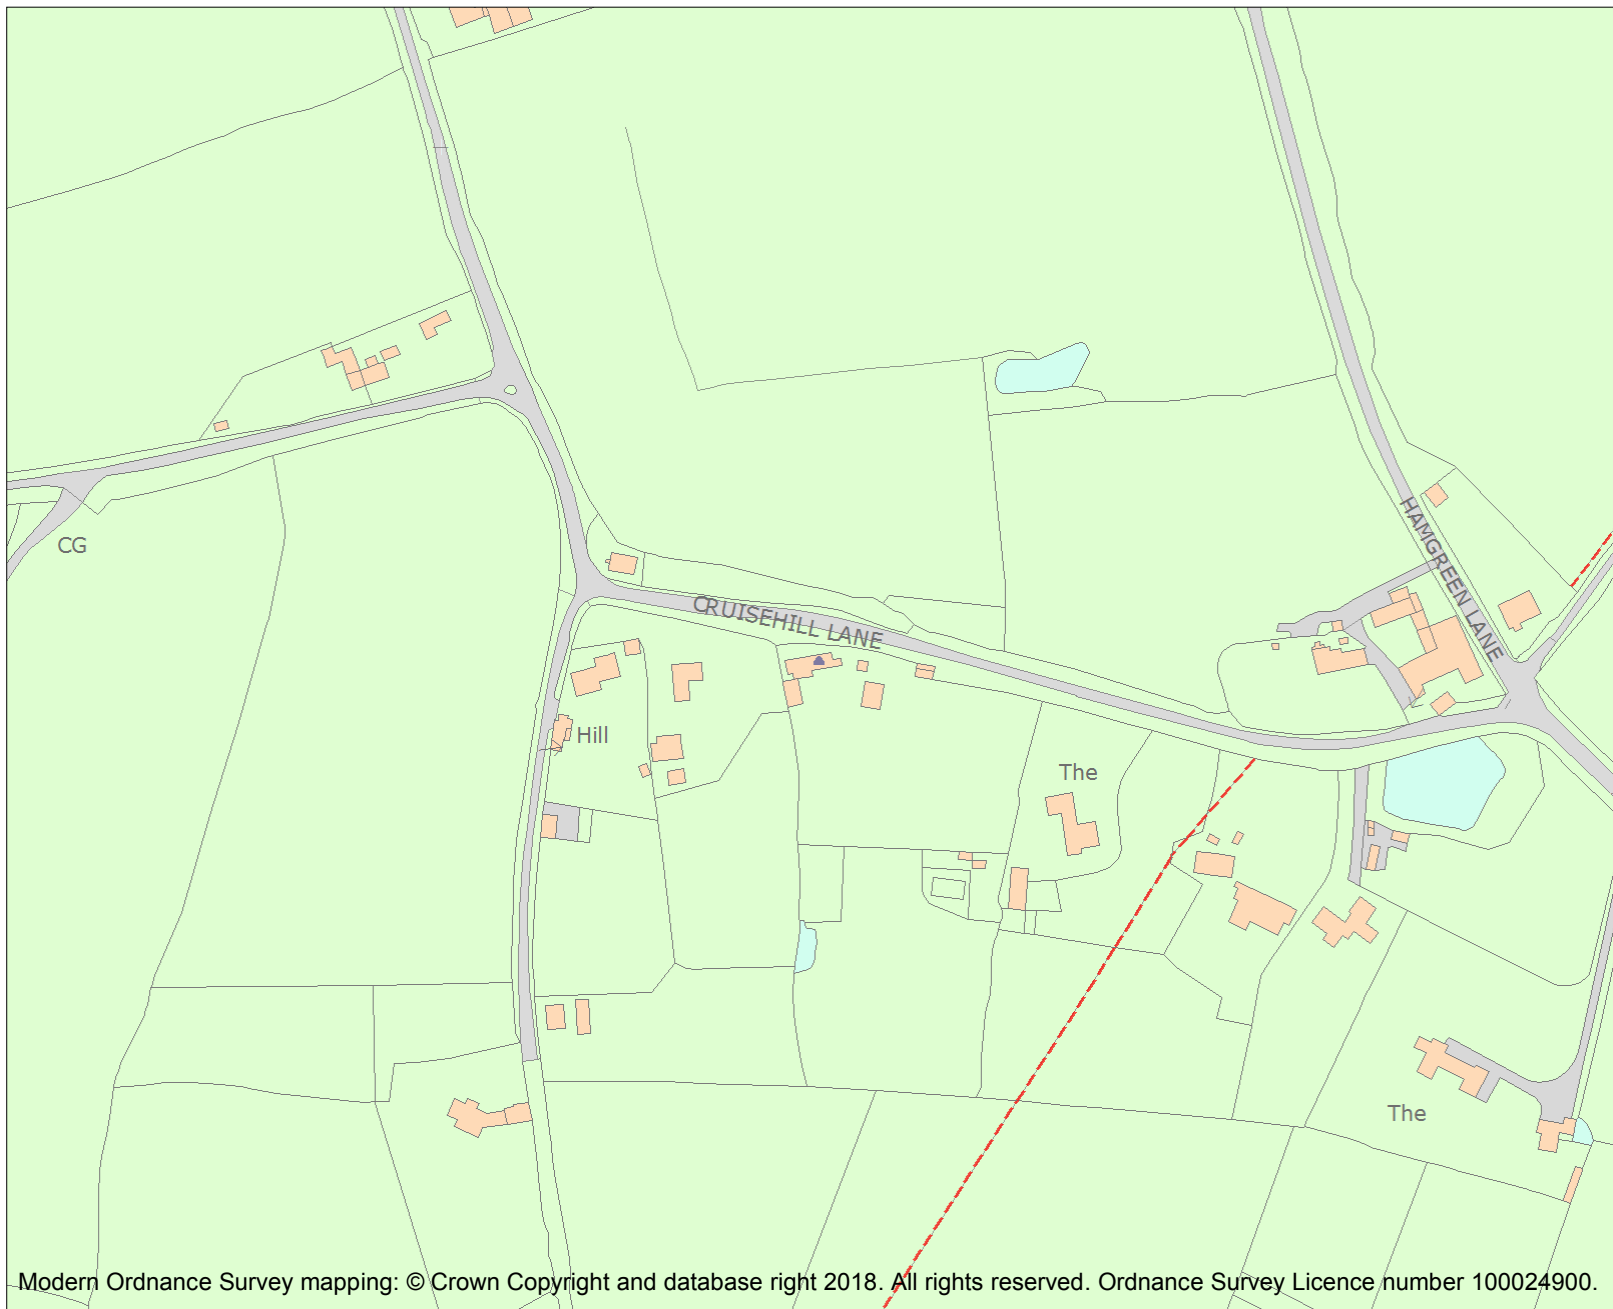 CG
HAMGREEN LANE
CRUISEHILL LANE
Hill
The
The
Modern Ordnance Survey mapping: © Crown Copyright and database right 2018. All rights reserved. Ordnance Survey Licence number 100024900.